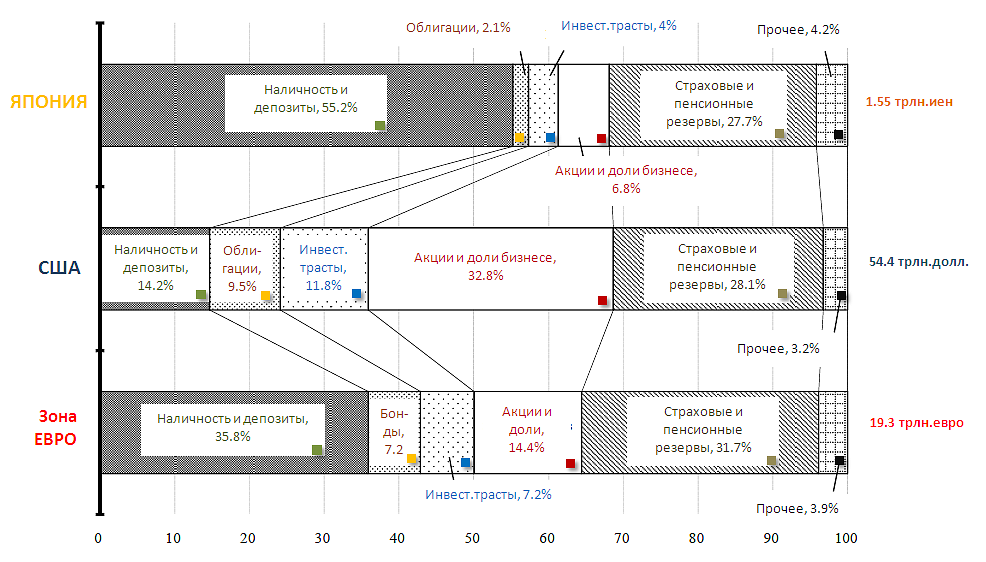 Облигации, 2.1%
Инвест.трасты, 4%
Прочее, 4.2%
ЯПОНИЯ
Наличность и
депозиты, 55.2%
Страховые и
пенсионные
резервы, 27.7%
1.55 трлн.иен
Акции и доли бизнесе,
6.8%
США
Наличность и
депозиты,
14.2%
Обли-
гации,
9.5%
Инвест.
трасты,
11.8%
Акции и доли бизнесе,
32.8%
Страховые и
пенсионные
резервы, 28.1%
54.4 трлн.долл.
Прочее, 3.2%
Зона
ЕВРО
Наличность и депозиты,
35.8%
Бон-
ды,
7.2
Акции и
доли, ;
14.4%
Страховые и
пенсионные
резервы, 31.7%
19.3 трлн.евро
Инвест.трасты, 7.2%
Прочее, 3.9%
0 10 20 30 40 50 60 70 80 90 100